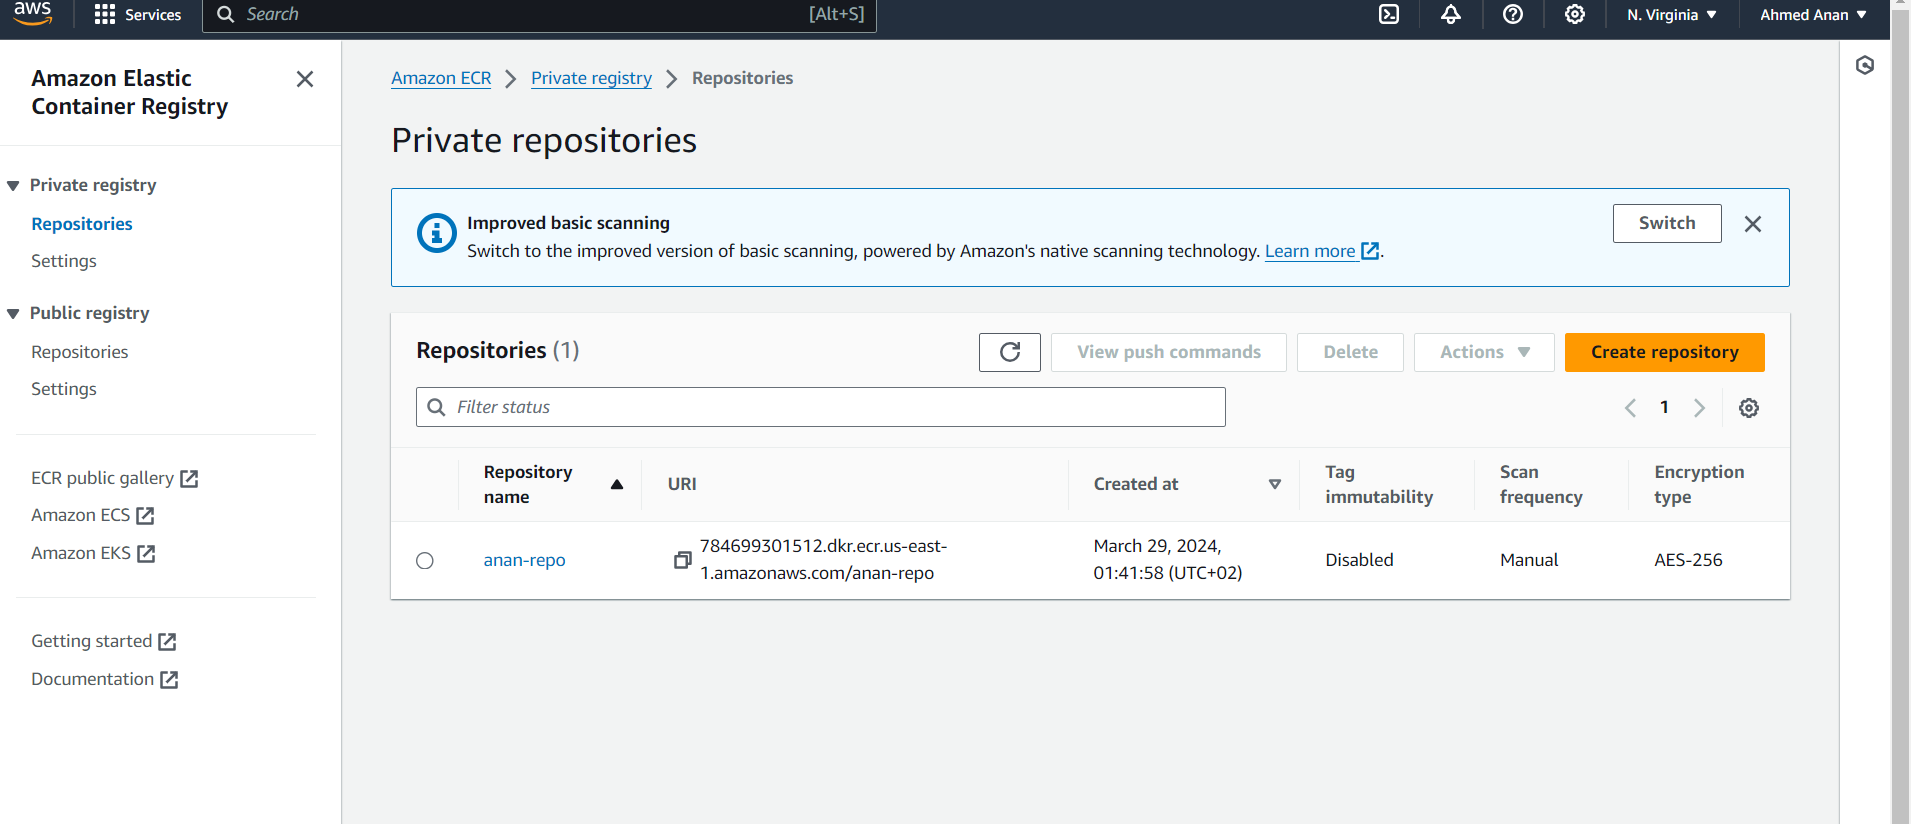 aws
Services
Search
[Alt+S]
N. Virginia
Ahmed Anan
Amazon Elastic
Container Registry
Private registry
Repositories
Settings
Public registry
Repositories
Settings
ECR public gallery
Amazon ECS
Amazon EKS
Getting started
Documentation
Amazon ECR
Private registry
Repositories
Private repositories
Improved basic scanning
Switch to the improved version of basic scanning, powered by Amazon's native scanning technology. Learn more.
Switch
Repositories (1)
View push commands
Delete
Actions
Create repository
Filter status
1
Repository
name
URI
Created at
Tag
immutability
Scan
frequency
Encryption
type
anan-repo
784699301512.dkr.ecr.us-east-
1.amazonaws.com/anan-repo
March 29, 2024,
01:41:58 (UTC+02)
Disabled
Manual
AES-256